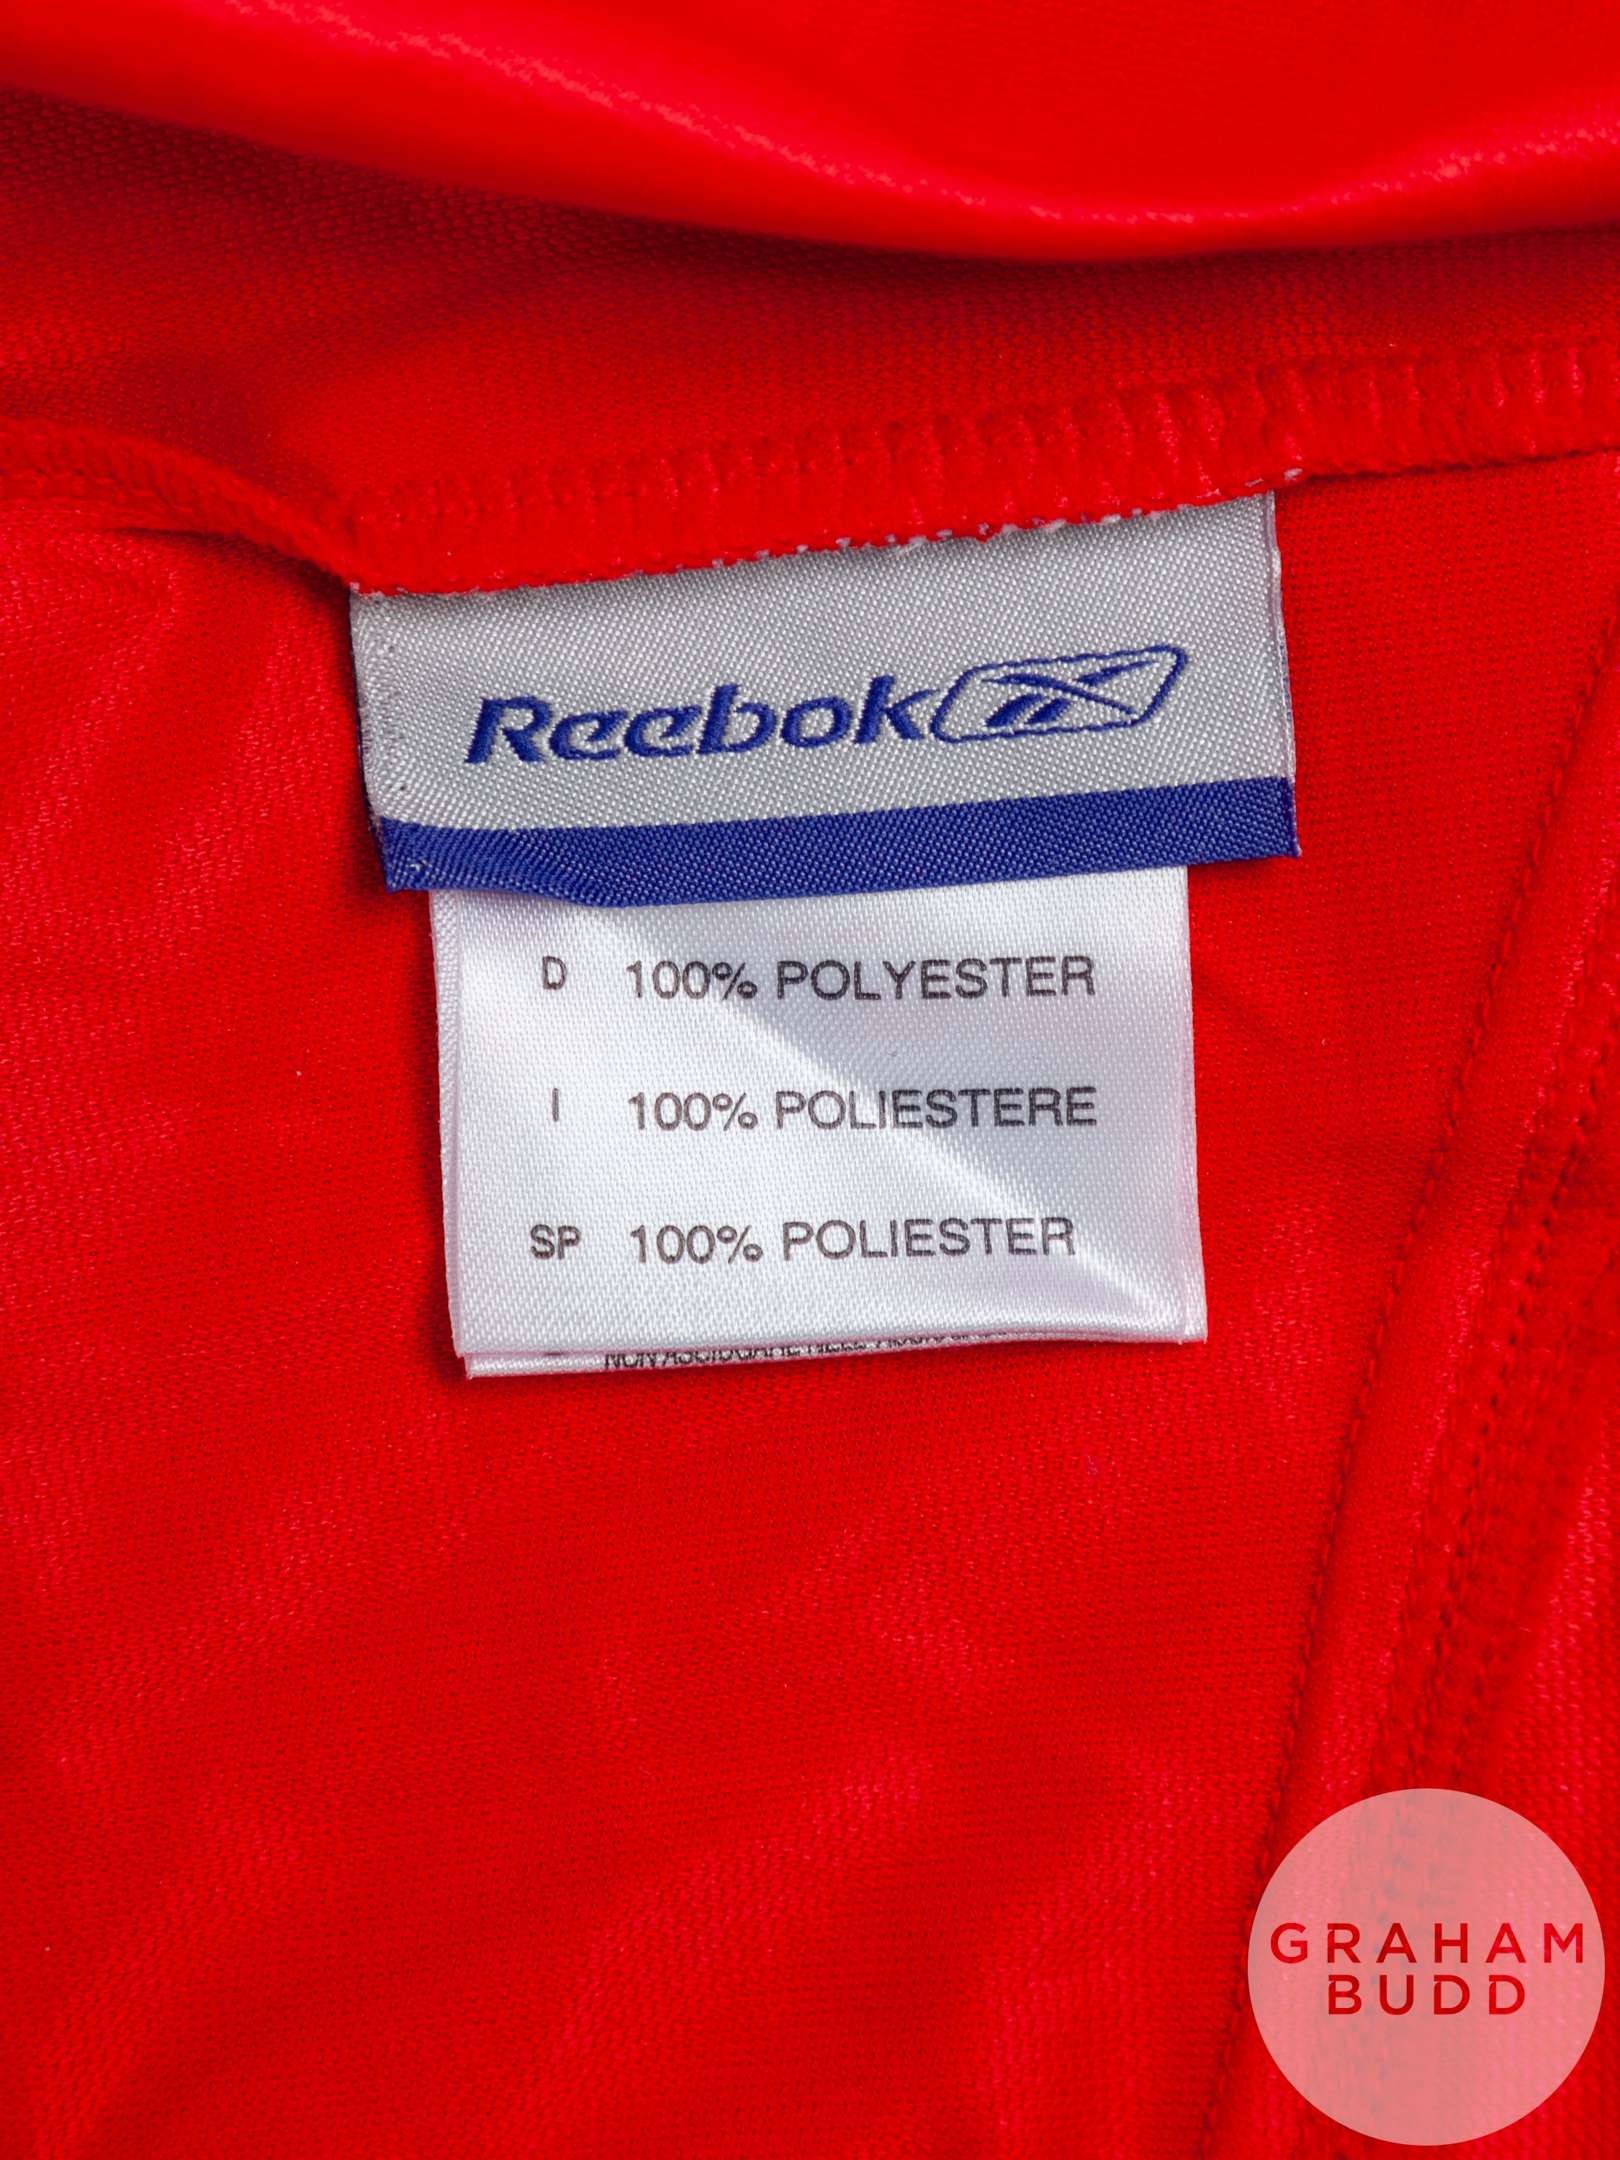 Reebok
D 100% POLYESTER
I 100% POLIESTERE
SP 100% POLIESTER
GRAHAM
BUDD